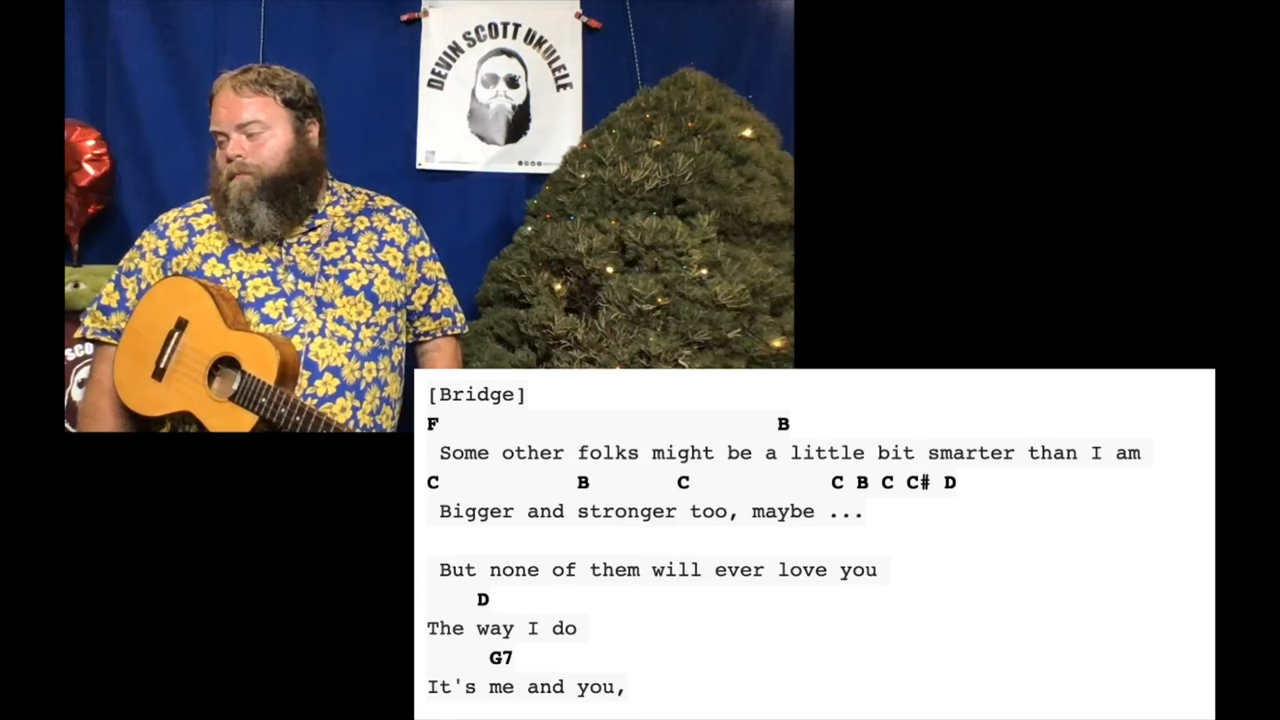 DEVIN SCOTT UKULELE
SCO
[Bridge]
F B
Some other folks might be a little bit smarter than I am
C B C C B C C# D
Bigger and stronger too, maybe ...
But none of them will ever love you
D
The way I do
G7
It's me and you,